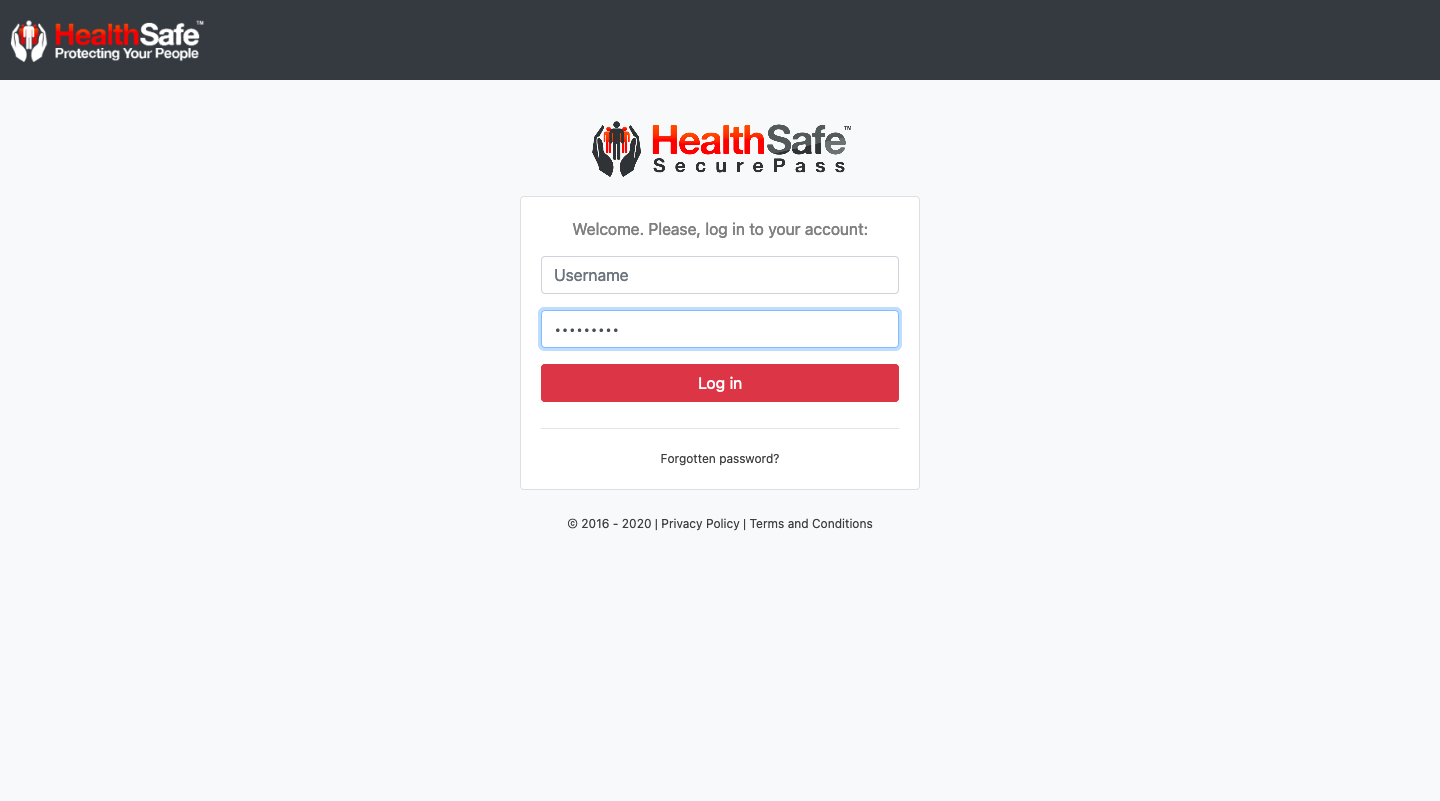 HealthSafe™
Protecting Your People
HealthSafe™
SecurePass
Welcome. Please, log in to your account:
Username
•••••••••
Log in
Forgotten password?
© 2016 - 2020 | Privacy Policy | Terms and Conditions